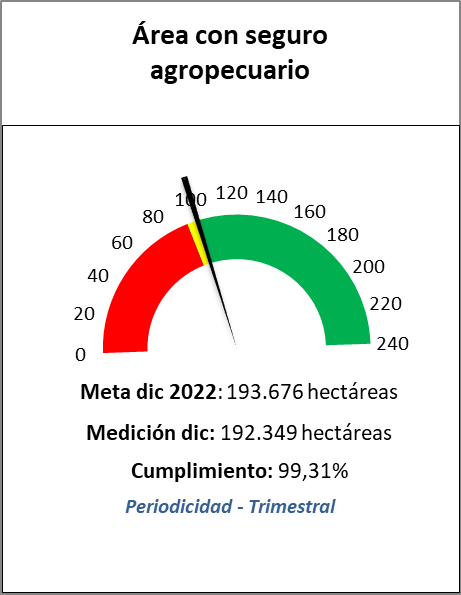 Área con seguro
agropecuario
0
20
40
60
80
100
120
140
160
180
200
220
240
Meta dic 2022: 193.676 hectáreas
Medición dic: 192.349 hectáreas
Cumplimiento: 99,31%
Periodicidad - Trimestral